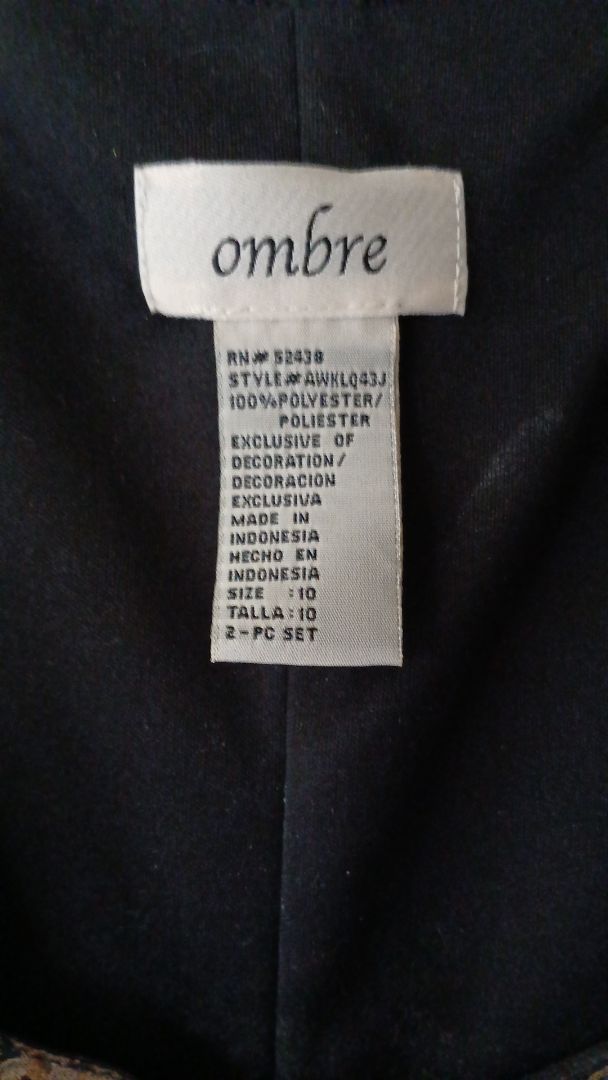 ombre
RN# 52438
STYLE# AWKLQ43J
100%POLYESTER/
POLIESTER
EXCLUSIVE OF
DECORATION/
DECORACION
EXCLUSIVA
MADE IN
INDONESIA
HECHO EN
INDONESIA
SIZE :10
TALLA:10
2-PC SET